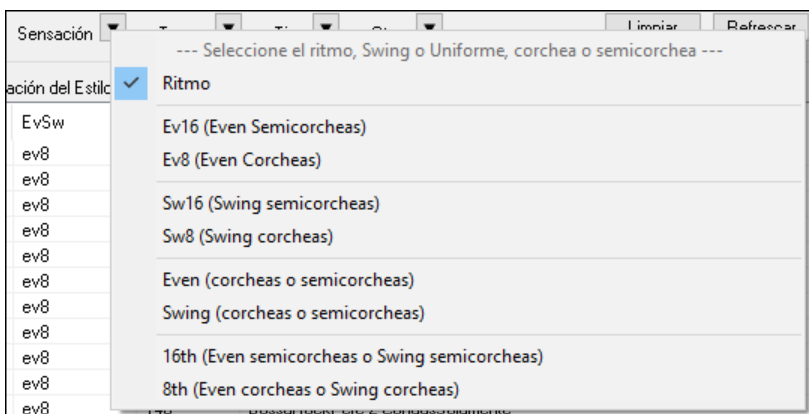 Sensación
Limpiar Refrescar
--- Seleccione el ritmo, Swing o Uniforme, corchea o semicorchea ---
ación del Estilo
Ritmo
EvSw
Ev16 (Even Semicorcheas)
ev8
Ev8 (Even Corcheas)
ev8
ev8
Sw16 (Swing semicorcheas)
ev8
Sw8 (Swing corcheas)
ev8
Even (corcheas o semicorcheas)
ev8
Swing (corcheas o semicorcheas)
ev8
ev8
16th (Even semicorcheas o Swing semicorcheas)
ev8
8th (Even corcheas o Swing corcheas)
ev8
ev8